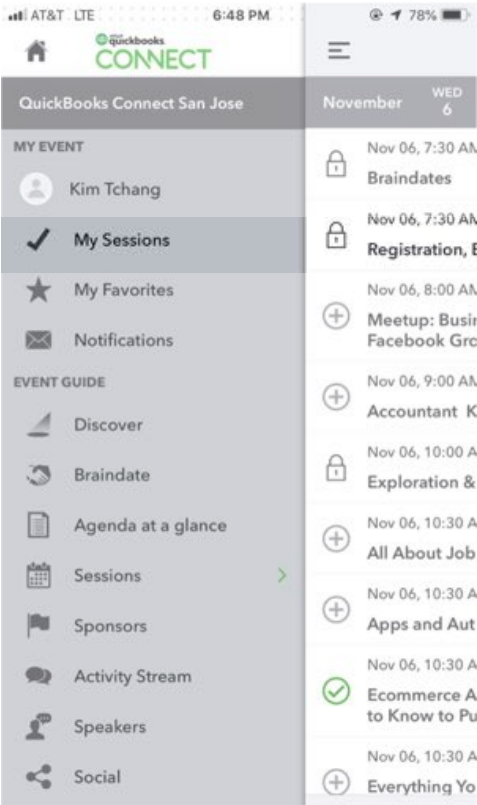 AT&T LTE 6:48 PM 78%
quickbooks
CONNECT
QuickBooks Connect San Jose
MY EVENT
Kim Tchang
My Sessions
My Favorites
Notifications
EVENT GUIDE
Discover
Braindate
Agenda at a glance
Sessions
Sponsors
Activity Stream
Speakers
Social
November WED
6
Nov 06, 7:30 AM
Braindates
Nov 06, 7:30 AM
Registration,
Nov 06, 8:00 AM
Meetup: Busin
Facebook Gro
Nov 06, 9:00 AM
Accountant K
Nov 06, 10:00 A
Exploration &
Nov 06, 10:30 A
All About Job
Nov 06, 10:30 A
Apps and Aut
Nov 06, 10:30 A
Ecommerce A
to Know to Pu
Nov 06, 10:30 A
Everything Yo